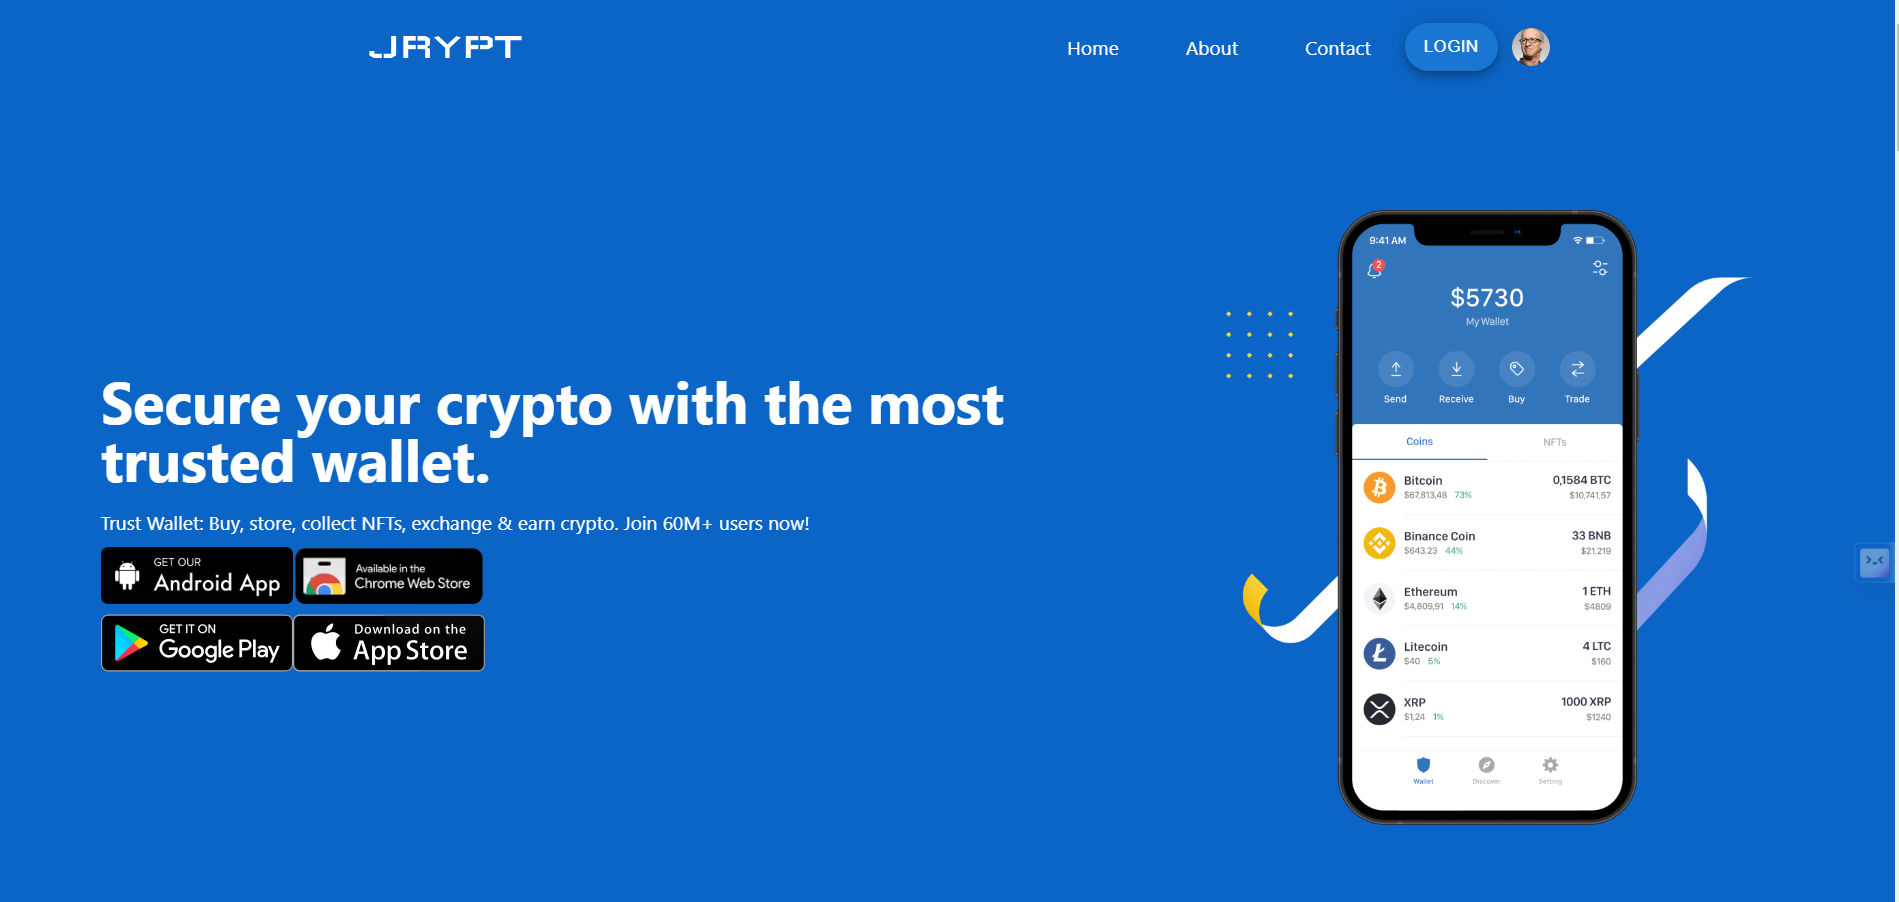 JRYPT
Home
About
Contact
LOGIN
Secure your crypto with the most
trusted wallet.
Trust Wallet: Buy, store, collect NFTs, exchange & earn crypto. Join 60M+ users now!
GET OUR
Android App
Available in the
Chrome Web Store
GET IT ON
Google Play
Download on the
App Store
9:41 AM
2
$5730
My Wallet
Send
Receive
Buy
Trade
Coins
NFTs
Bitcoin
0,1584 BTC
$67,813,48 73%
$10,741,57
Binance Coin
33 BNB
$643,23 44%
$21,219
Ethereum
1 ETH
$4,809,91 14%
$4809
Litecoin
4 LTC
$40 5%
$160
XRP
1000 XRP
$1,24 1%
$1240
Wallet
Discover
Setting